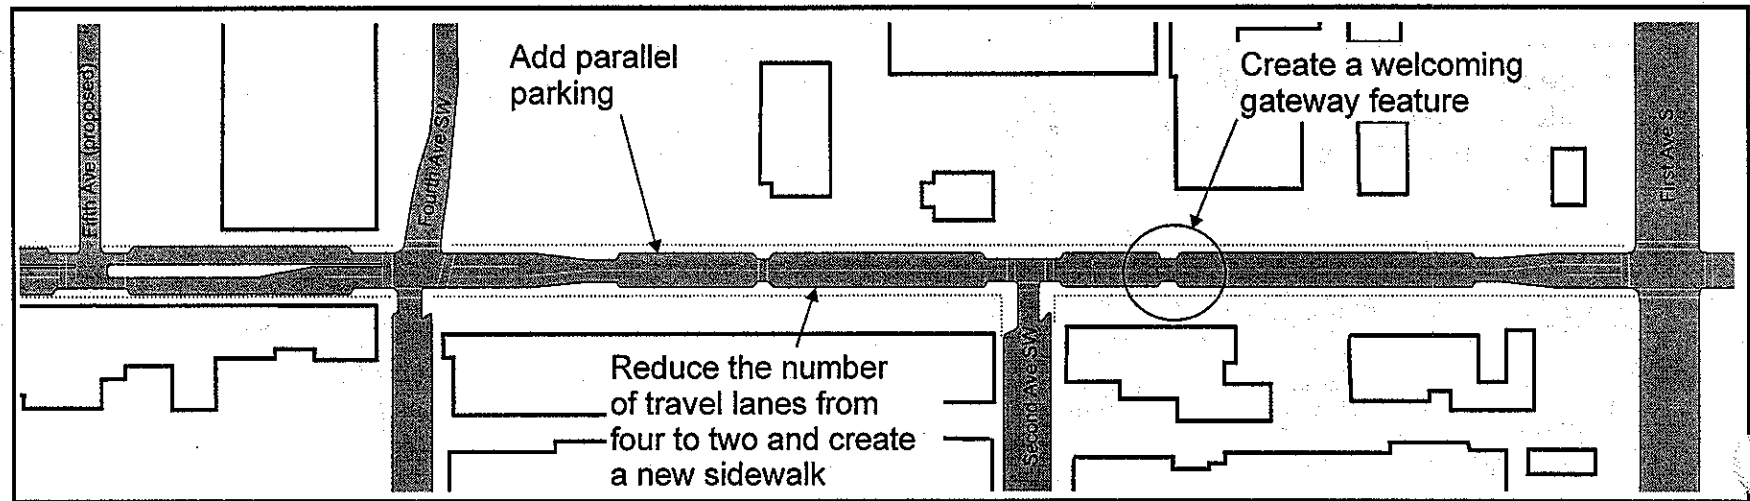 Add parallel
parking
Create a welcoming
gateway feature
Fifth Ave (proposed)
Fourth Ave SW
First Ave S
Reduce the number
of travel lanes from
four to two and create
a new sidewalk
Second Ave SW